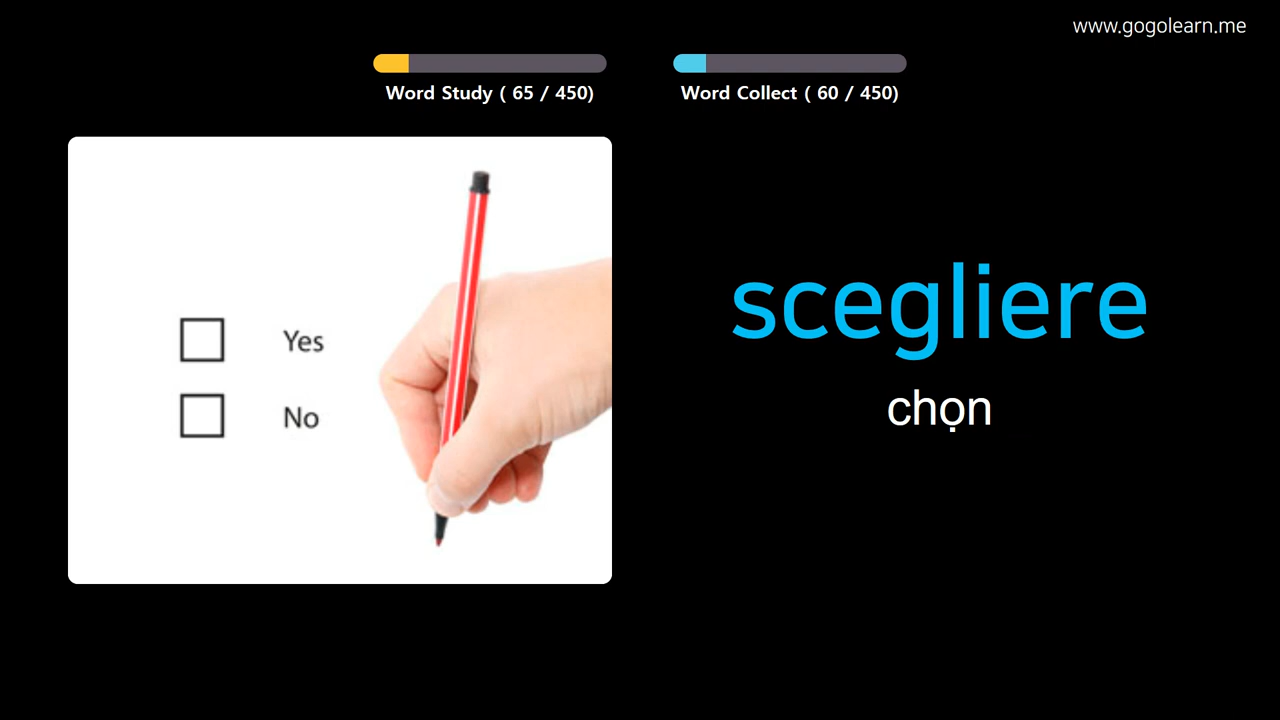 www.gogolearn.me
Word Study ( 65 / 450)
Word Collect ( 60 / 450)
Yes
No
scegliere
chọn